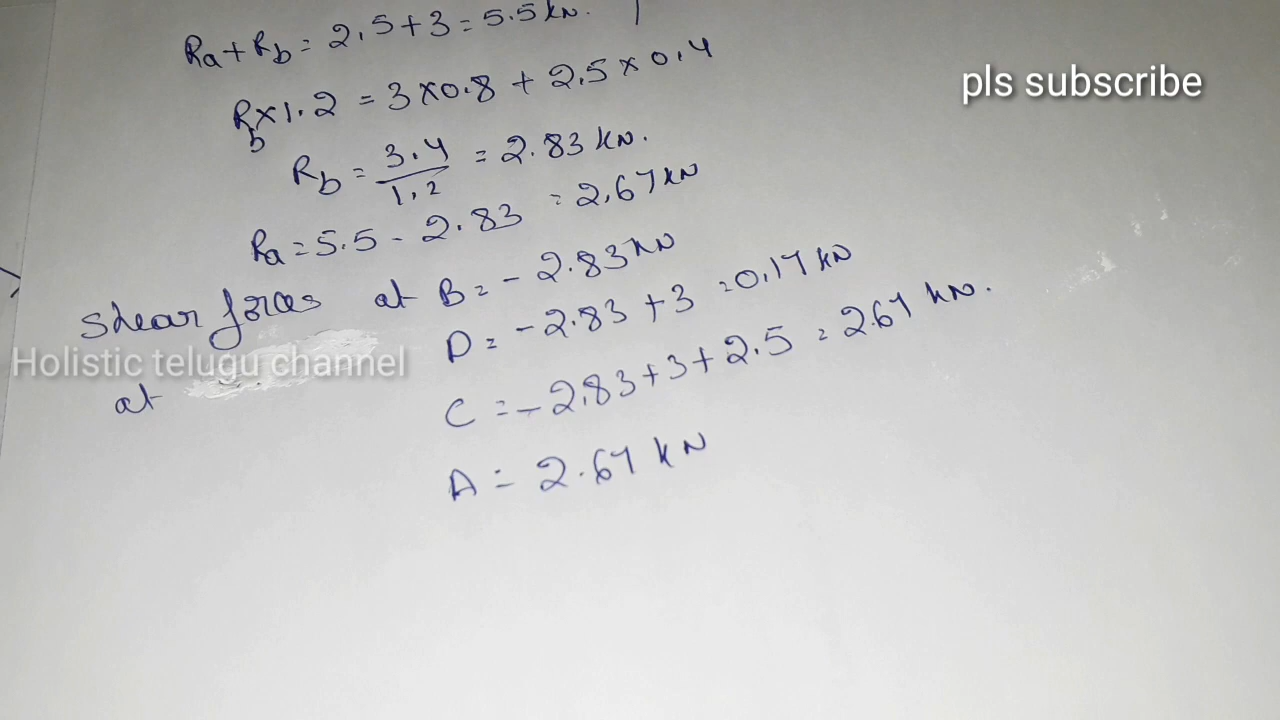 Ra + Rb = 2.5 + 3 = 5.5 kN.
pls subscribe
Rb × 1.2 = 3 × 0.8 + 2.5 × 0.4
Rb = 3.4 / 1.2 = 2.83 kN.
Ra = 5.5 - 2.83 = 2.67 kN
Shear forces at B = - 2.83 kN
D = - 2.83 + 3 = 0.17 kN
Holistic telugu channel
at C = - 2.83 + 3 + 2.5 = 2.67 kN.
A = 2.67 kN